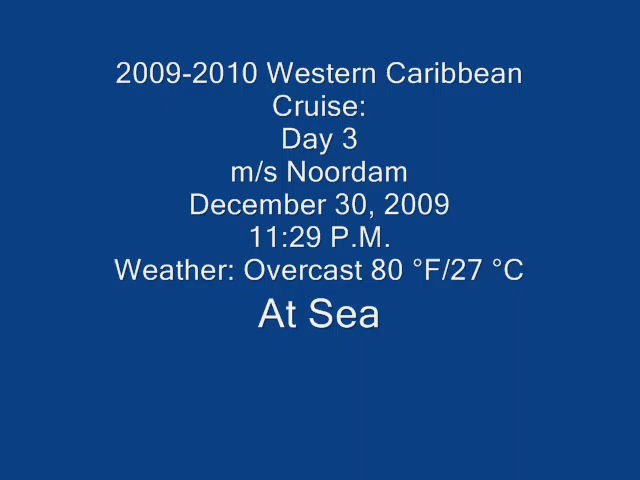 2009-2010 Western Caribbean
Cruise:
Day 3
m/s Noordam
December 30, 2009
11:29 P.M.
Weather: Overcast 80 °F/27 °C
At Sea